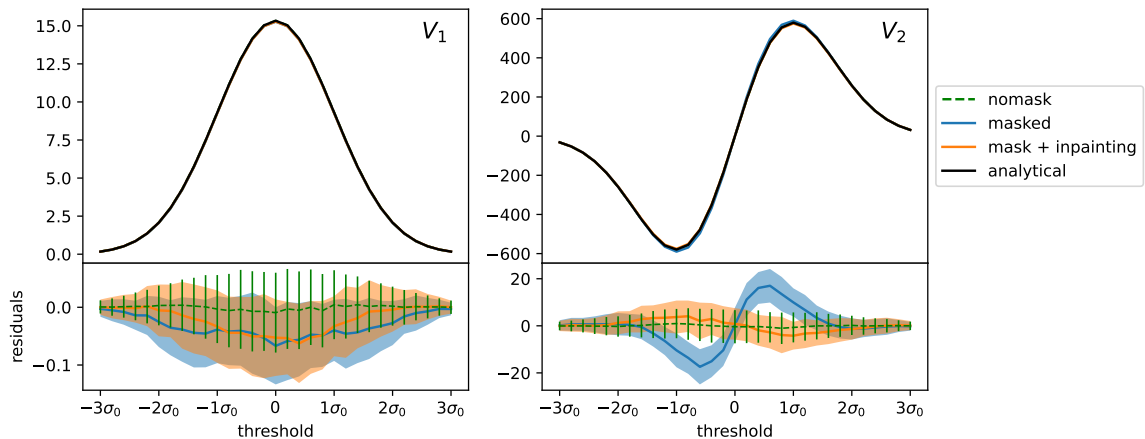 15.0
12.5
10.0
7.5
5.0
2.5
0.0
V₁
600
400
200
0
−200
−400
−600
V₂
nomask
masked
mask + inpainting
analytical
residuals
0.0
−0.1
20
0
−20
−3σ₀ −2σ₀ −1σ₀ 0 1σ₀ 2σ₀ 3σ₀
−3σ₀ −2σ₀ −1σ₀ 0 1σ₀ 2σ₀ 3σ₀
threshold
threshold